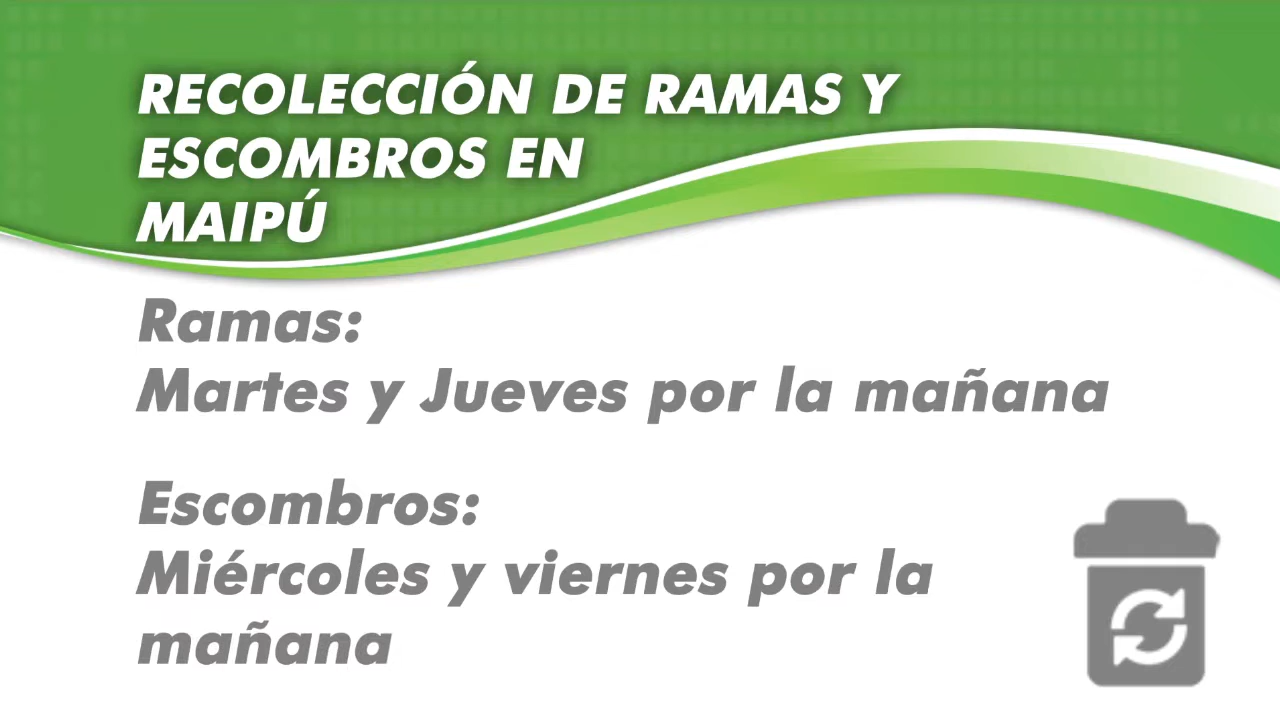 RECOLECCIÓN DE RAMAS Y
ESCOMBROS EN
MAIPÚ
Ramas:
Martes y Jueves por la mañana
Escombros:
Miércoles y viernes por la
mañana